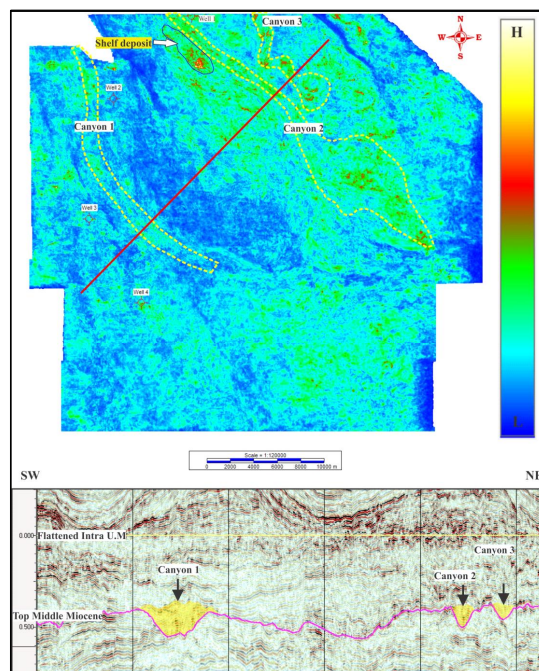 Well 1
Canyon 3
N
W E
S
H
Shelf deposit
Well 2
Canyon 1
Canyon 2
Well 3
Well 4
L
Scale = 1:120000
0 2000 4000 6000 8000 10000 m
SW
NE
0.000
Flattened Intra U.M
Canyon 1
Canyon 2
Canyon 3
Top Middle Miocene
0.500